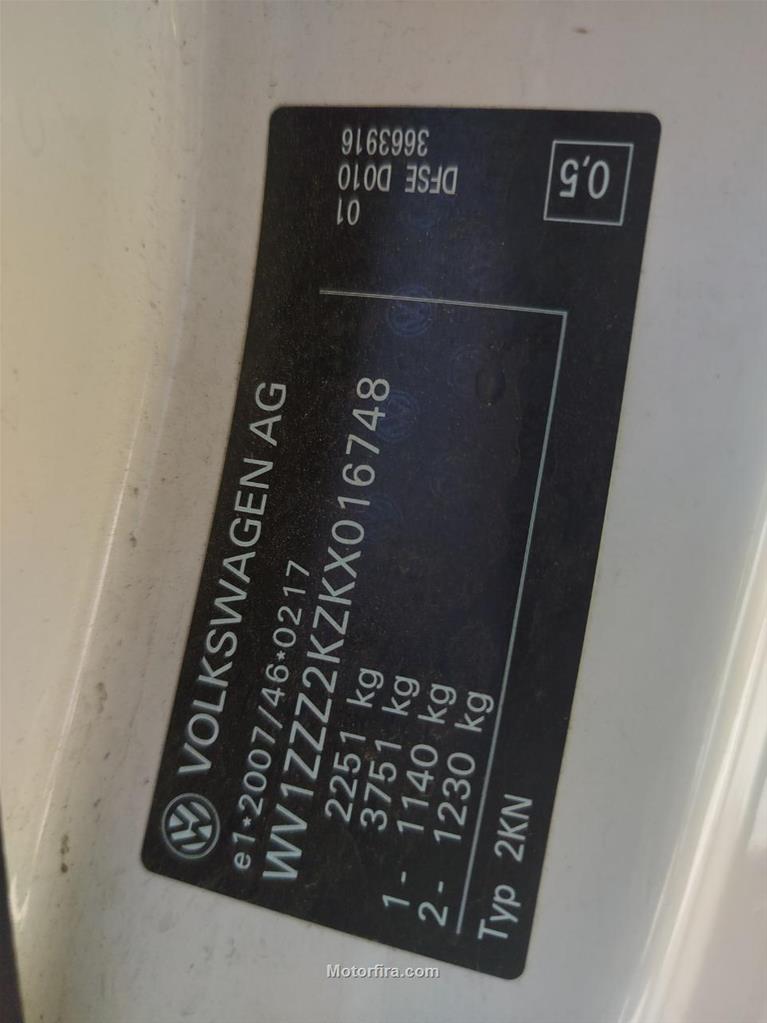 VOLKSWAGEN AG
e1*2007/46*0217
WV1ZZZ2KZKX016748
2251 kg
3751 kg
1- 1140 kg
2- 1230 kg
Typ 2KN
3663916
DFSE D010
01
0,5
Motorfira.com